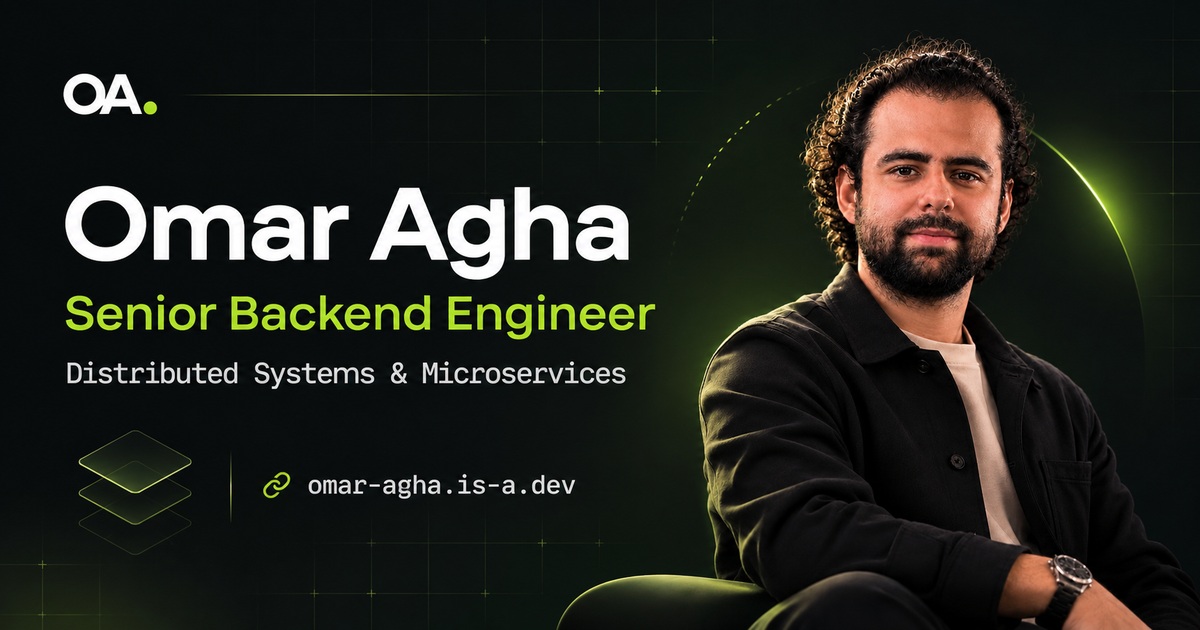 OA.
Omar Agha
Senior Backend Engineer
Distributed Systems & Microservices
omar-agha.is-a.dev